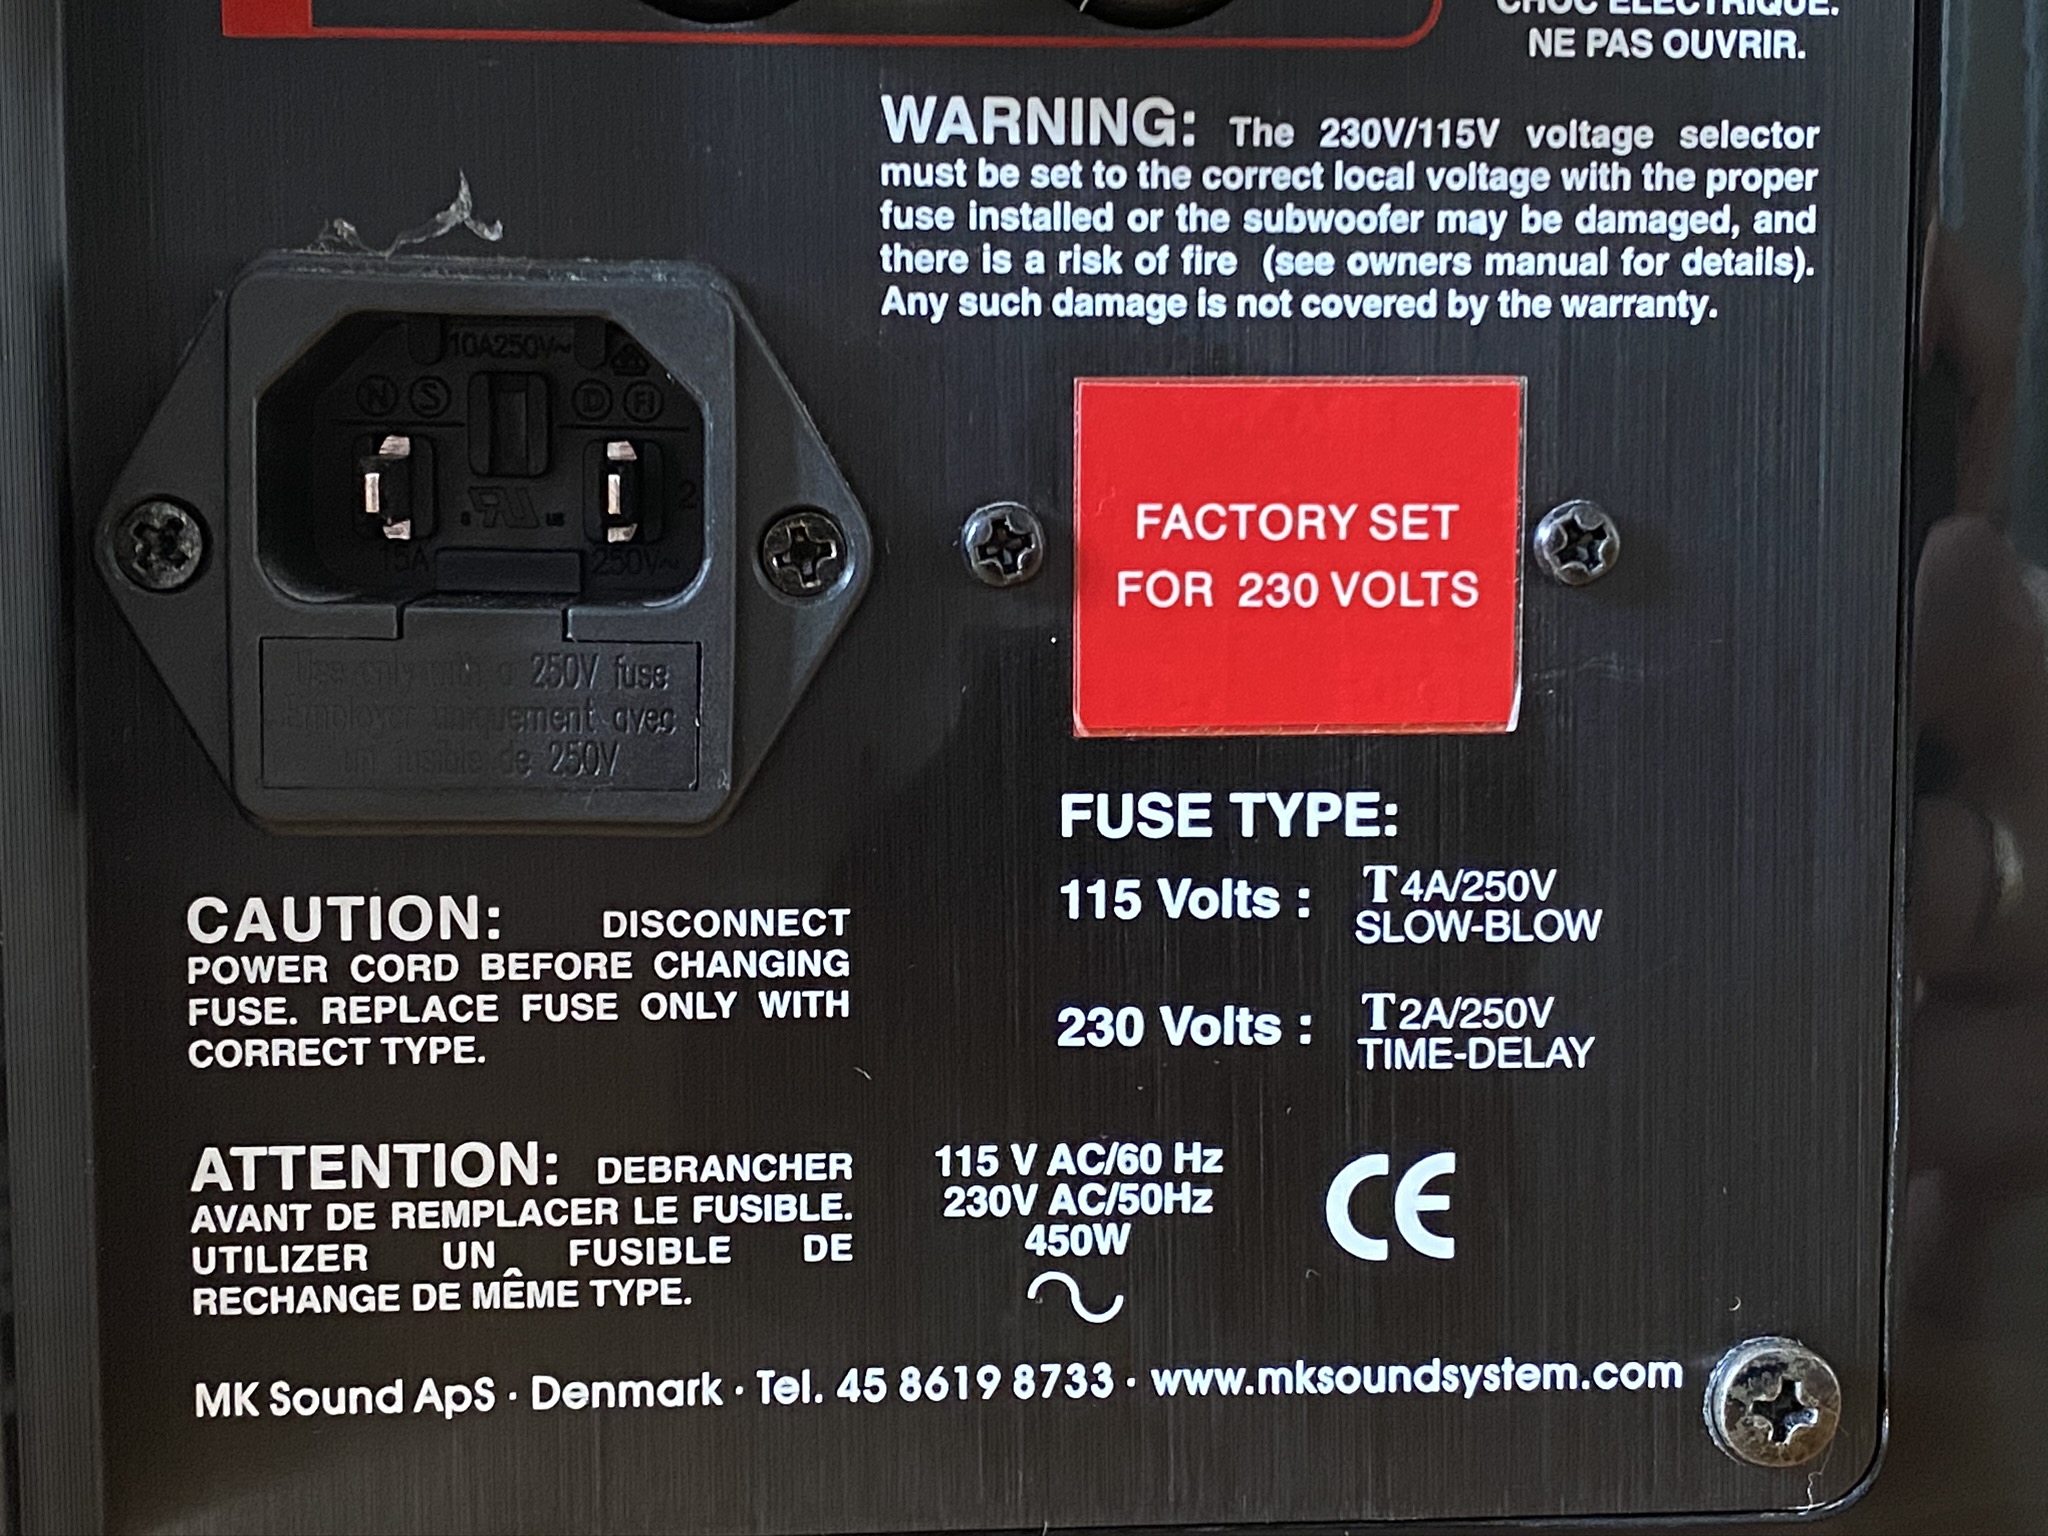 CHOC ELECTRIQUE.
NE PAS OUVRIR.
WARNING: The 230V/115V voltage selector
must be set to the correct local voltage with the proper
fuse installed or the subwoofer may be damaged, and
there is a risk of fire (see owners manual for details).
Any such damage is not covered by the warranty.
10A250V~
N S D FI
2
15A 250V~
Use only with a 250V fuse
Employer uniquement avec
un fusible de 250V
FACTORY SET
FOR 230 VOLTS
FUSE TYPE:
115 Volts : T4A/250V
SLOW-BLOW
230 Volts : T2A/250V
TIME-DELAY
CAUTION: DISCONNECT
POWER CORD BEFORE CHANGING
FUSE. REPLACE FUSE ONLY WITH
CORRECT TYPE.
ATTENTION: DEBRANCHER
AVANT DE REMPLACER LE FUSIBLE.
UTILIZER UN FUSIBLE DE
RECHANGE DE MÊME TYPE.
115 V AC/60 Hz
230V AC/50Hz
450W
CE
MK Sound ApS · Denmark · Tel. 45 8619 8733 · www.mksoundsystem.com